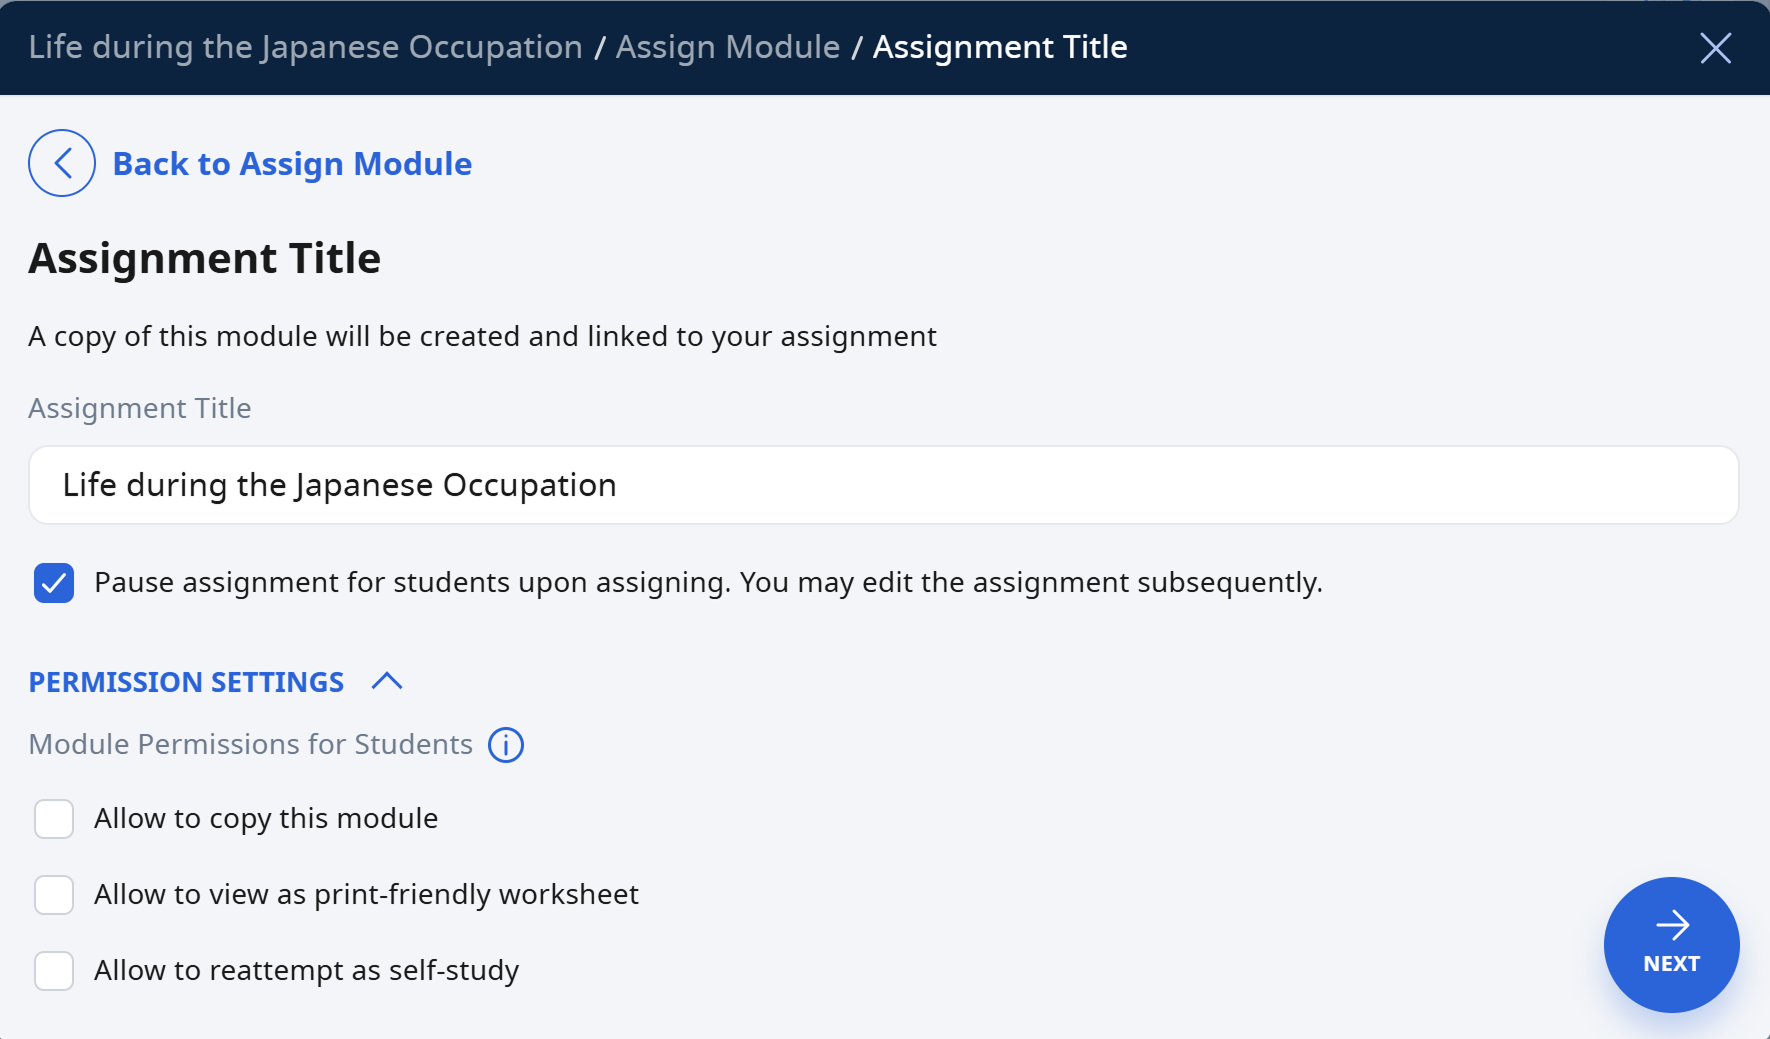 Life during the Japanese Occupation / Assign Module / Assignment Title
Back to Assign Module
Assignment Title
A copy of this module will be created and linked to your assignment
Assignment Title
Life during the Japanese Occupation
Pause assignment for students upon assigning. You may edit the assignment subsequently.
PERMISSION SETTINGS
Module Permissions for Students
Allow to copy this module
Allow to view as print-friendly worksheet
Allow to reattempt as self-study
NEXT